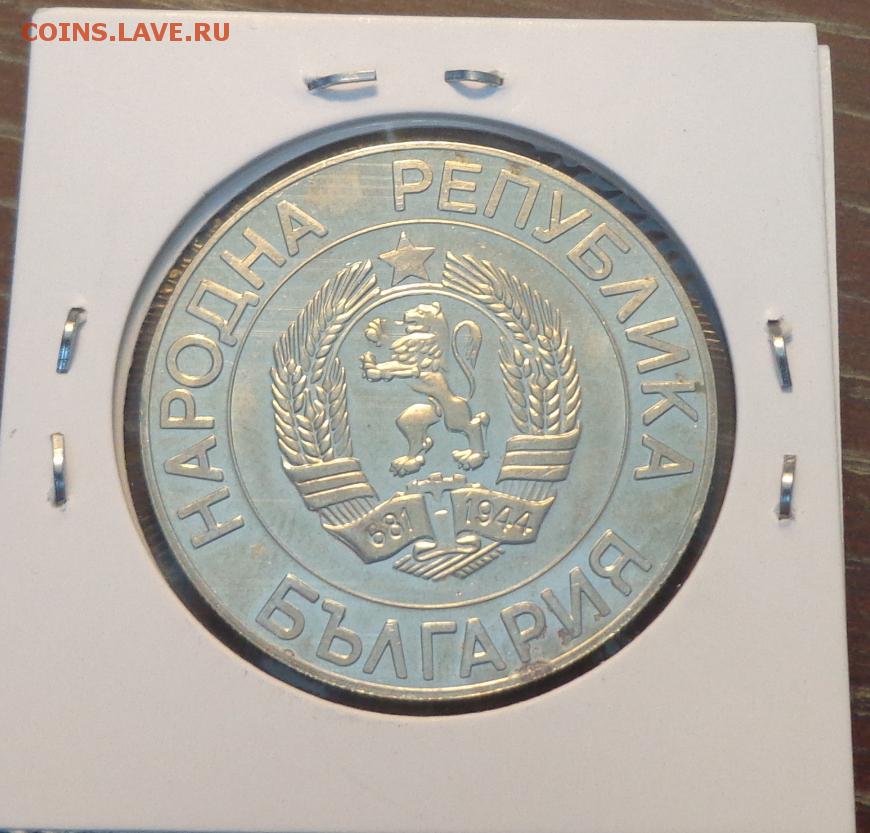 COINS.LAVE.RU
НАРОДНА РЕПУБЛИКА
БЪЛГАРИЯ
681 - 1944